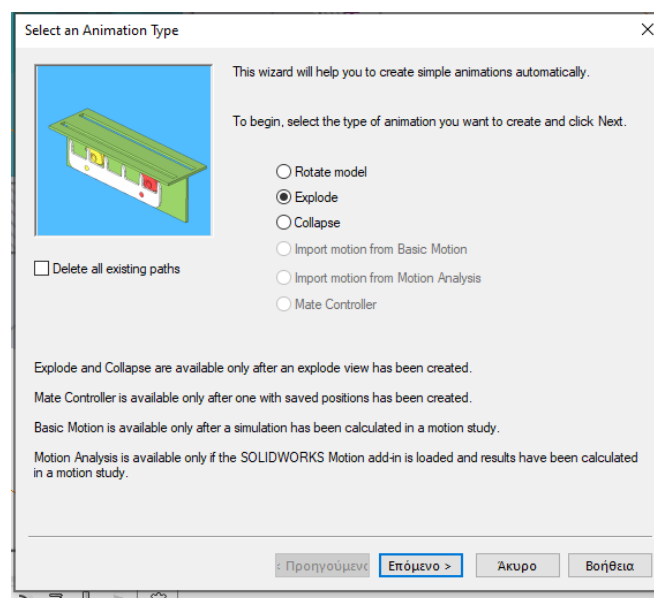 Select an Animation Type
This wizard will help you to create simple animations automatically.
To begin, select the type of animation you want to create and click Next.
Rotate model
Explode
Collapse
Import motion from Basic Motion
Delete all existing paths
Import motion from Motion Analysis
Mate Controller
Explode and Collapse are available only after an explode view has been created.
Mate Controller is available only after one with saved positions has been created.
Basic Motion is available only after a simulation has been calculated in a motion study.
Motion Analysis is available only if the SOLIDWORKS Motion add-in is loaded and results have been calculated
in a motion study.
< Προηγούμενο Επόμενο > Άκυρο Βοήθεια